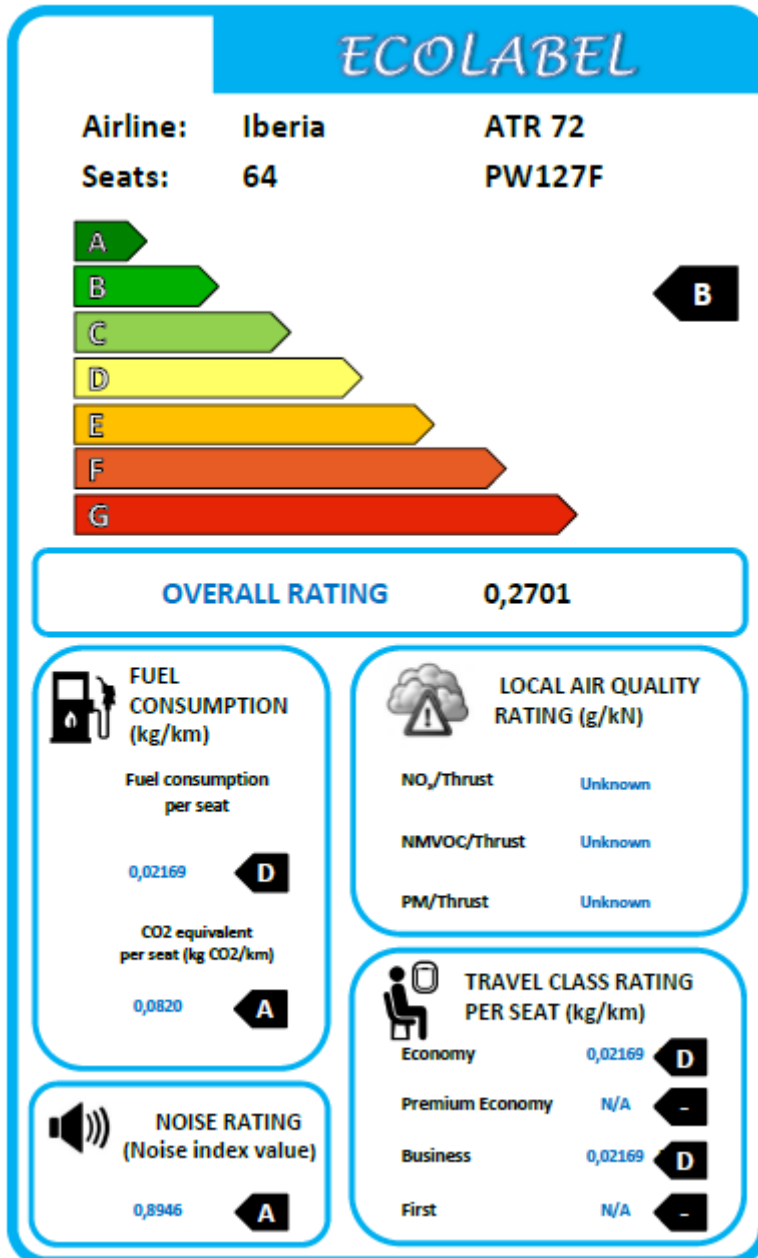 ECOLABEL
Airline: Iberia ATR 72
Seats: 64 PW127F
A
B B
C
D
E
F
G
OVERALL RATING 0,2701
FUEL
CONSUMPTION
(kg/km)
Fuel consumption
per seat
0,02169 D
CO2 equivalent
per seat (kg CO2/km)
0,0820 A
NOISE RATING
(Noise index value)
0,8946 A
LOCAL AIR QUALITY
RATING (g/kN)
NOₓ/Thrust Unknown
NMVOC/Thrust Unknown
PM/Thrust Unknown
TRAVEL CLASS RATING
PER SEAT (kg/km)
Economy 0,02169 D
Premium Economy N/A -
Business 0,02169 D
First N/A -